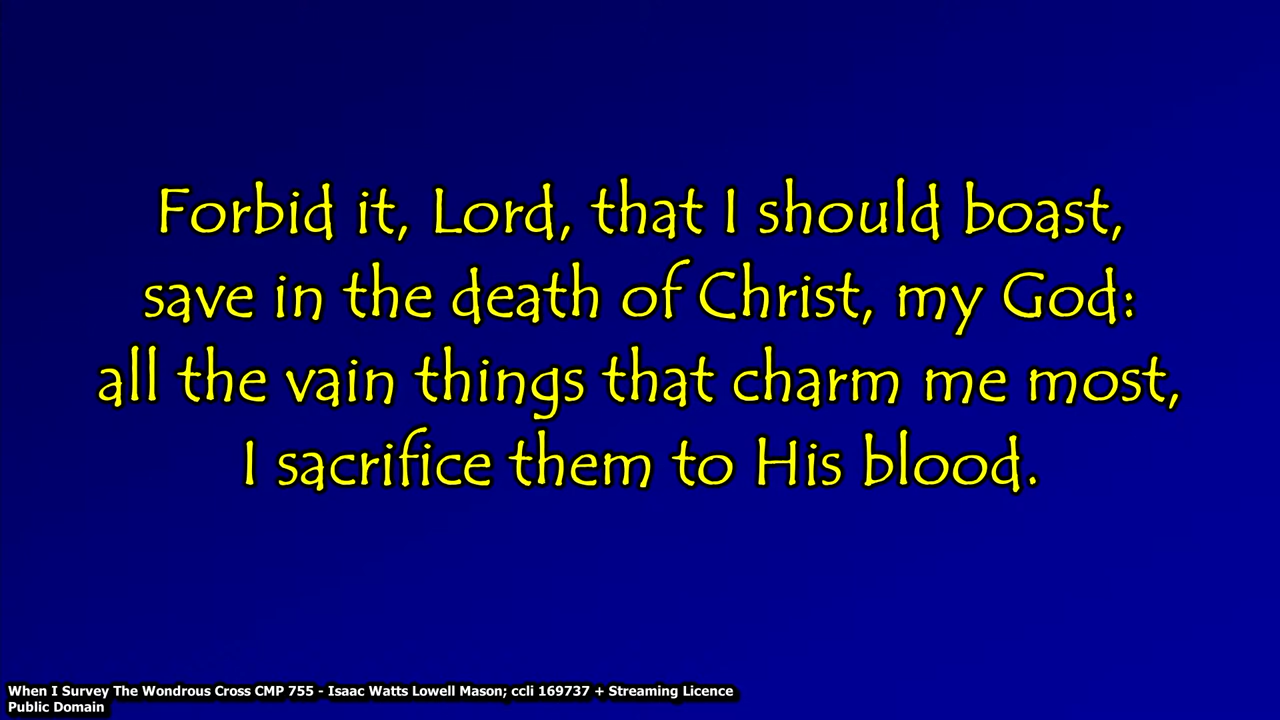 Forbid it, Lord, that I should boast,
save in the death of Christ, my God:
all the vain things that charm me most,
I sacrifice them to His blood.
When I Survey The Wondrous Cross CMP 755 - Isaac Watts Lowell Mason; ccli 169737 + Streaming Licence
Public Domain